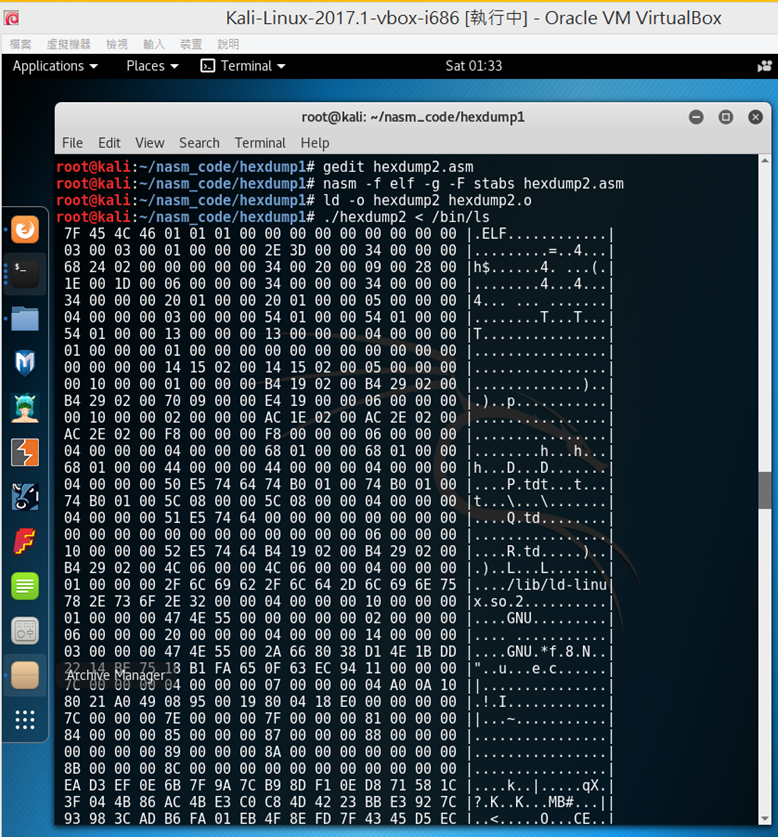 Kali-Linux-2017.1-vbox-i686 [執行中] - Oracle VM VirtualBox
檔案 虛擬機器 檢視 輸入 裝置 說明
Applications Places Terminal Sat 01:33
root@kali: ~/nasm_code/hexdump1
File Edit View Search Terminal Help
root@kali:~/nasm_code/hexdump1# gedit hexdump2.asm
root@kali:~/nasm_code/hexdump1# nasm -f elf -g -F stabs hexdump2.asm
root@kali:~/nasm_code/hexdump1# ld -o hexdump2 hexdump2.o
root@kali:~/nasm_code/hexdump1# ./hexdump2 < /bin/ls
7F 45 4C 46 01 01 01 00 00 00 00 00 00 00 00 00 |.ELF............|
03 00 03 00 01 00 00 00 2E 3D 00 00 34 00 00 00 |.........=..4...|
68 24 02 00 00 00 00 00 34 00 20 00 09 00 28 00 |h$......4. ...(.|
1E 00 1D 00 06 00 00 00 34 00 00 00 34 00 00 00 |........4...4...|
34 00 00 00 20 01 00 00 20 01 00 00 05 00 00 00 |4... ... .......|
04 00 00 00 03 00 00 00 54 01 00 00 54 01 00 00 |........T...T...|
54 01 00 00 13 00 00 00 13 00 00 00 04 00 00 00 |T...............|
01 00 00 00 01 00 00 00 00 00 00 00 00 00 00 00 |................|
00 00 00 00 14 15 02 00 14 15 02 00 05 00 00 00 |................|
00 10 00 00 01 00 00 00 B4 19 02 00 B4 29 02 00 |.............)..|
B4 29 02 00 70 09 00 00 E4 19 00 00 06 00 00 00 |.)..p...........|
00 10 00 00 02 00 00 00 AC 1E 02 00 AC 2E 02 00 |................|
AC 2E 02 00 F8 00 00 00 F8 00 00 00 06 00 00 00 |................|
04 00 00 00 04 00 00 00 68 01 00 00 68 01 00 00 |........h...h...|
68 01 00 00 44 00 00 00 44 00 00 00 04 00 00 00 |h...D...D.......|
04 00 00 00 50 E5 74 64 74 B0 01 00 74 B0 01 00 |....P.tdt...t...|
74 B0 01 00 5C 08 00 00 5C 08 00 00 04 00 00 00 |t...\...\.......|
04 00 00 00 51 E5 74 64 00 00 00 00 00 00 00 00 |....Q.td........|
00 00 00 00 00 00 00 00 00 00 00 00 06 00 00 00 |................|
10 00 00 00 52 E5 74 64 B4 19 02 00 B4 29 02 00 |....R.td.....)..|
B4 29 02 00 4C 06 00 00 4C 06 00 00 04 00 00 00 |.)..L...L.......|
01 00 00 00 2F 6C 69 62 2F 6C 64 2D 6C 69 6E 75 |..../lib/ld-linu|
78 2E 73 6F 2E 32 00 00 04 00 00 00 10 00 00 00 |x.so.2..........|
01 00 00 00 47 4E 55 00 00 00 00 00 02 00 00 00 |....GNU.........|
06 00 00 00 20 00 00 00 04 00 00 00 14 00 00 00 |.... ...........|
03 00 00 00 47 4E 55 00 2A 66 80 38 D1 4E 1B DD |....GNU.*f.8.N..|
22 14 BF 75 18 B1 FA 65 0F 63 EC 94 11 00 00 00 |"..u...e.c......|
Archive Manager
7C 00 00 00 04 00 00 00 07 00 00 00 04 A0 0A 10 ||...............|
80 21 A0 49 08 95 00 19 80 04 18 E0 00 00 00 00 |.!.I............|
7C 00 00 00 7E 00 00 00 7F 00 00 00 81 00 00 00 ||...~...........|
84 00 00 00 85 00 00 00 87 00 00 00 88 00 00 00 |................|
00 00 00 00 89 00 00 00 8A 00 00 00 00 00 00 00 |................|
8B 00 00 00 8C 00 00 00 00 00 00 00 00 00 00 00 |................|
EA D3 EF 0E 6B 7F 9A 7C B9 8D F1 0E D8 71 58 1C |....k..|.....qX.|
3F 04 4B 86 AC 4B E3 C0 C8 4D 42 23 BB E3 92 7C |?.K..K...MB#...||
93 98 3C AD B6 FA 01 EB 4F 8E FD 7F 43 45 D5 EC |..<.....O...CE..|